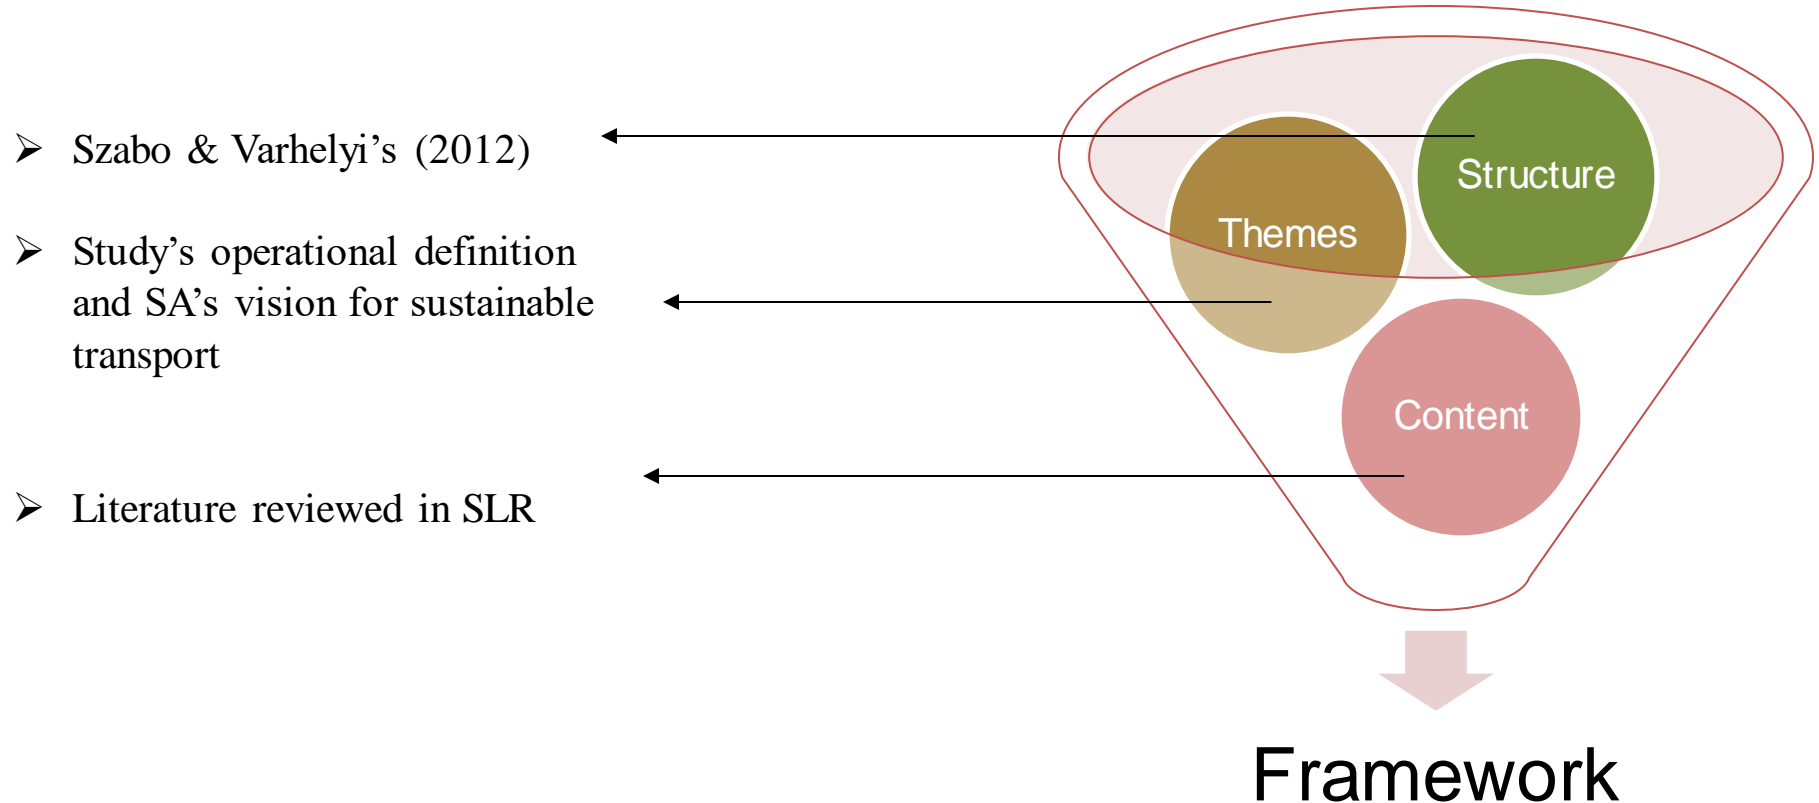 ➢ Szabo & Varhelyi’s (2012)
➢ Study’s operational definition
and SA’s vision for sustainable
transport
➢ Literature reviewed in SLR
Structure
Themes
Content
Framework